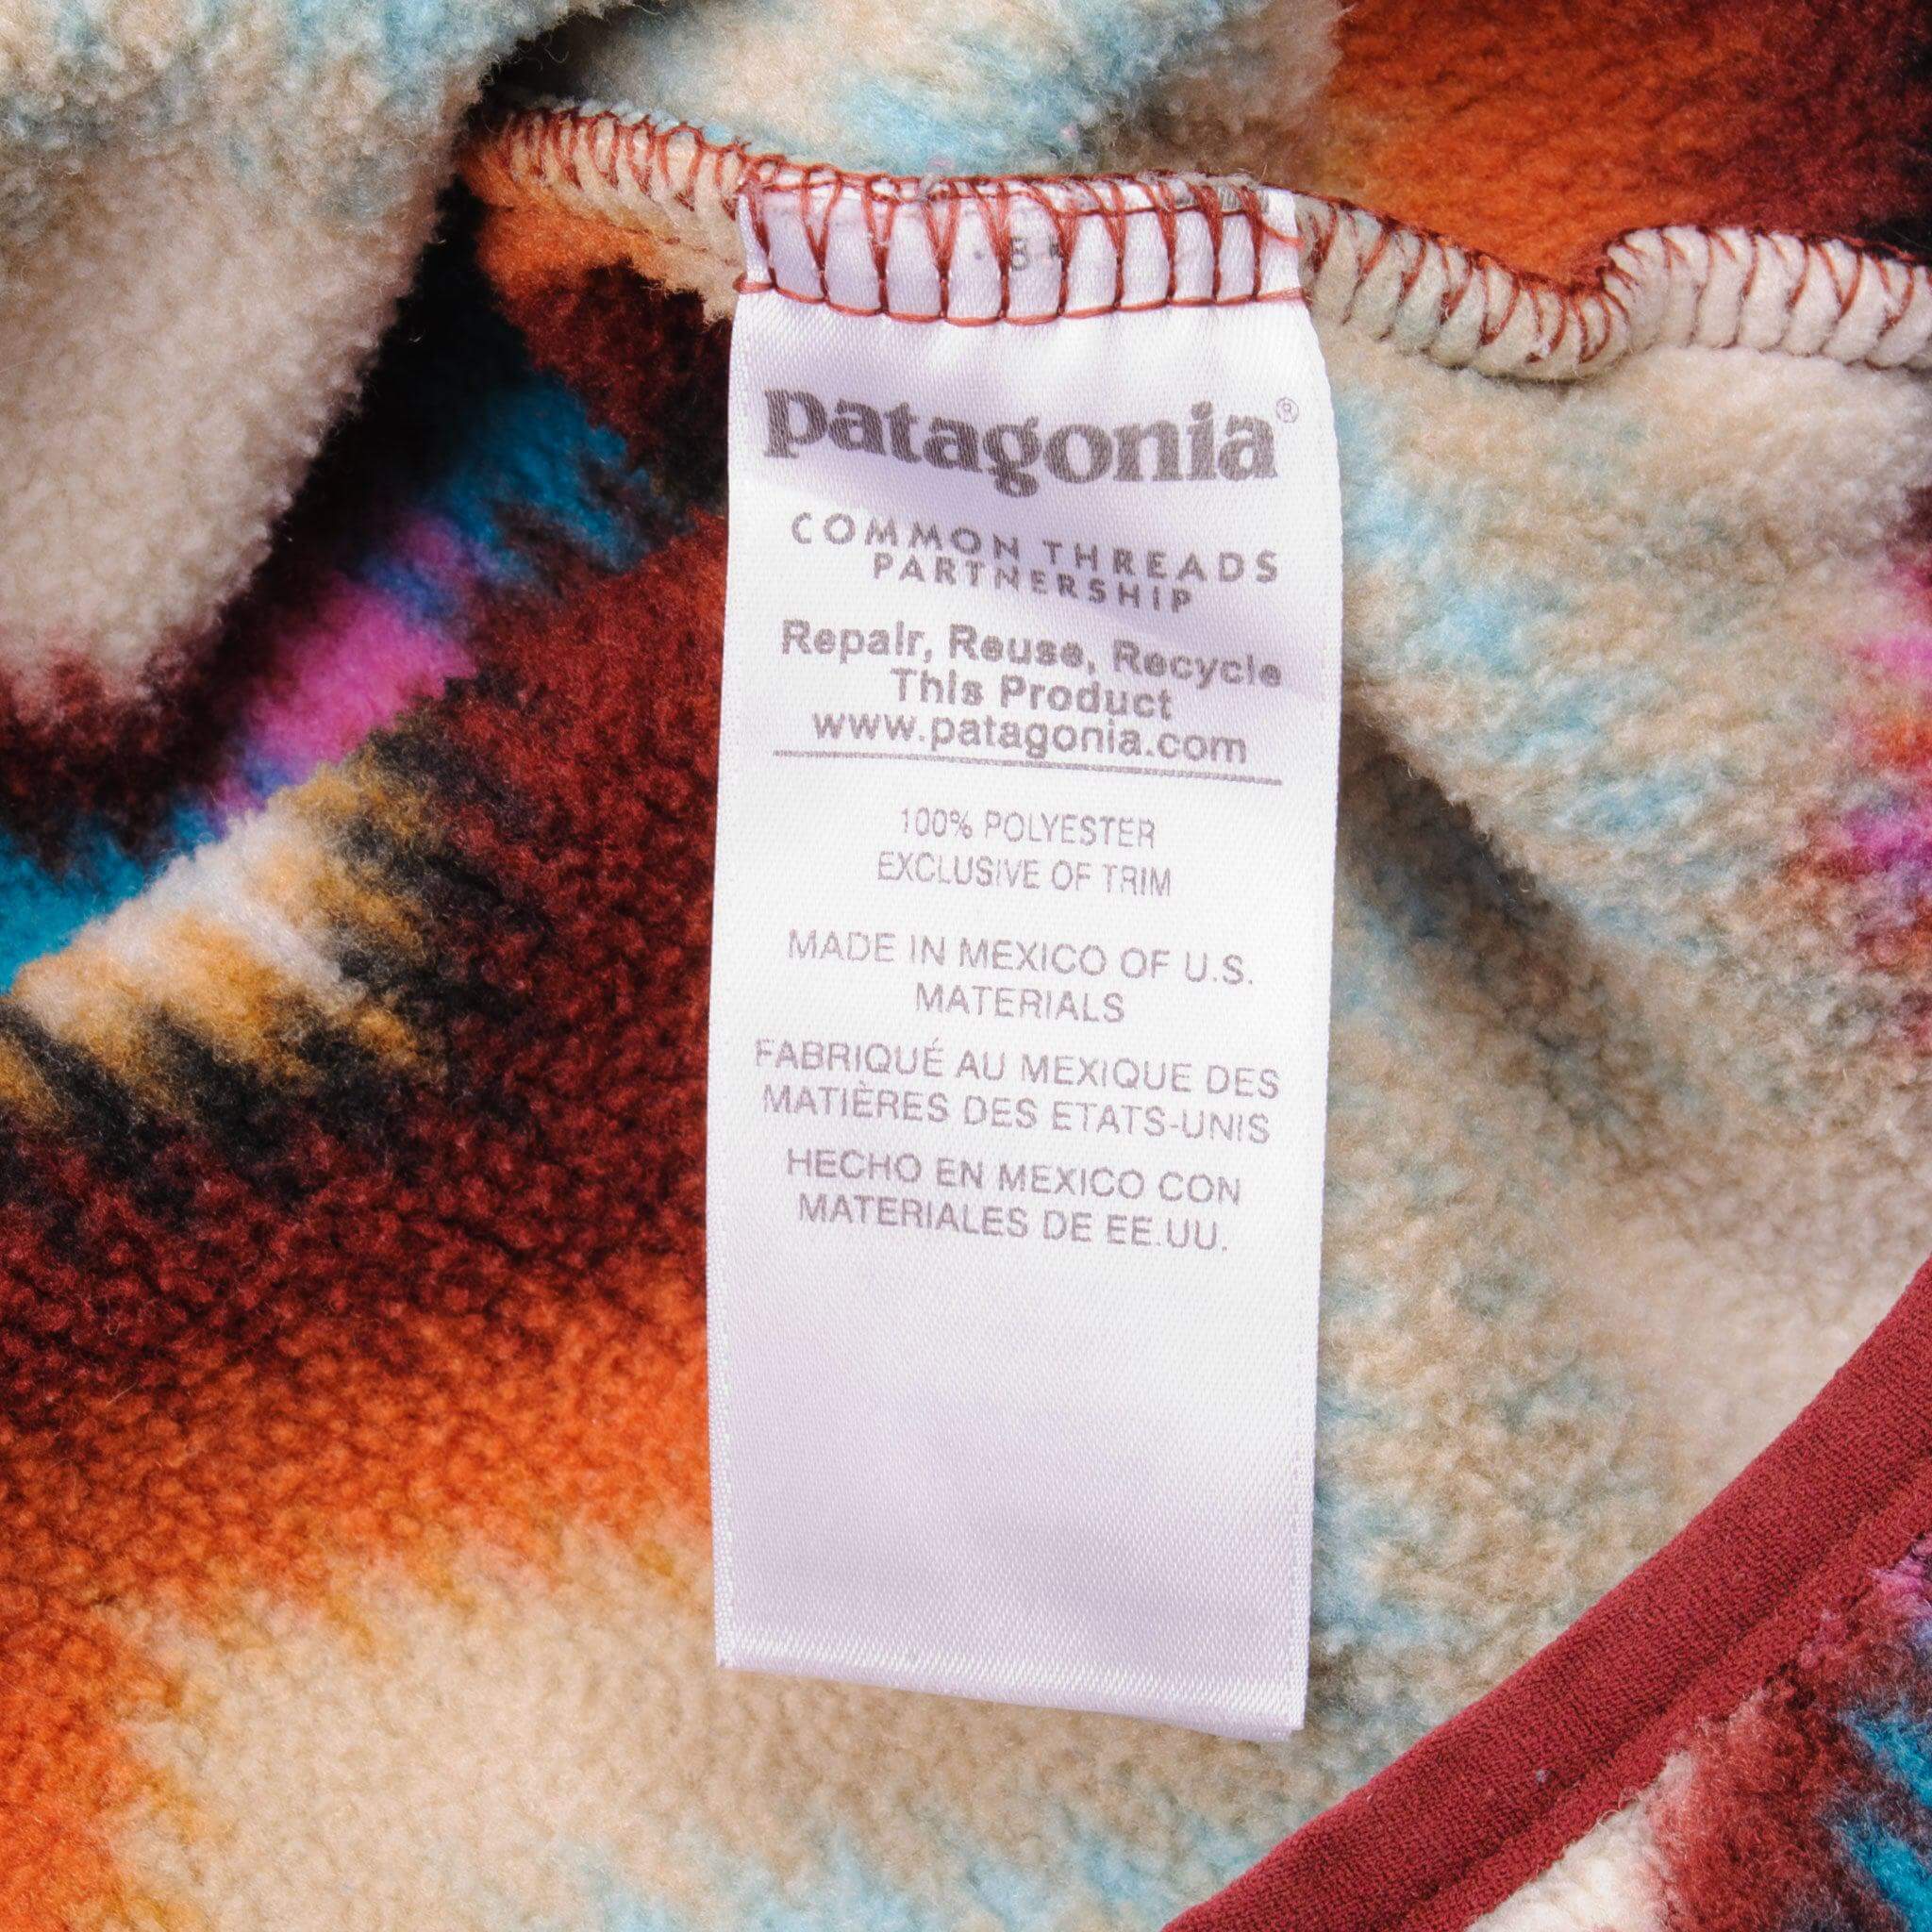 patagonia®
COMMON THREADS
PARTNERSHIP
Repair, Reuse, Recycle
This Product
www.patagonia.com
100% POLYESTER
EXCLUSIVE OF TRIM
MADE IN MEXICO OF U.S.
MATERIALS
FABRIQUÉ AU MEXIQUE DES
MATIÈRES DES ETATS-UNIS
HECHO EN MEXICO CON
MATERIALES DE EE.UU.